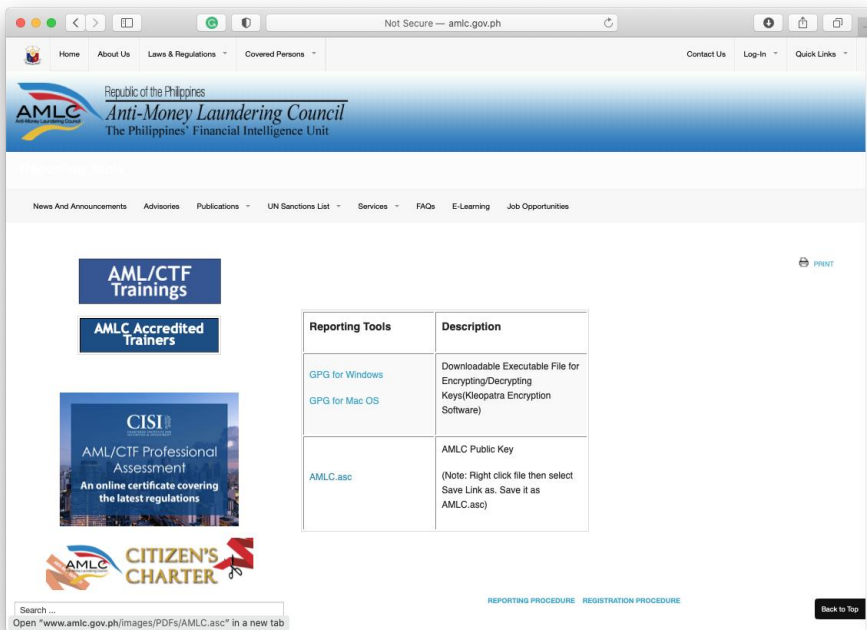 Not Secure — amlc.gov.ph
Home About Us Laws & Regulations Covered Persons Contact Us Log-In Quick Links
AMLC
Anti-Money Laundering Council
Republic of the Philippines
Anti-Money Laundering Council
The Philippines' Financial Intelligence Unit
News And Announcements Advisories Publications UN Sanctions List Services FAQs E-Learning Job Opportunities
PRINT
AML/CTF
Trainings
AMLC Accredited
Trainers
CISI
AML/CTF Professional
Assessment
An online certificate covering
the latest regulations
AMLC
CITIZEN'S
CHARTER
Reporting Tools Description
GPG for Windows
GPG for Mac OS
Downloadable Executable File for
Encrypting/Decrypting
Keys(Kleopatra Encryption
Software)
AMLC.asc
AMLC Public Key
(Note: Right click file then select
Save Link as. Save it as
AMLC.asc)
REPORTING PROCEDURE REGISTRATION PROCEDURE
Search ...
Back to Top
Open "www.amlc.gov.ph/images/PDFs/AMLC.asc" in a new tab